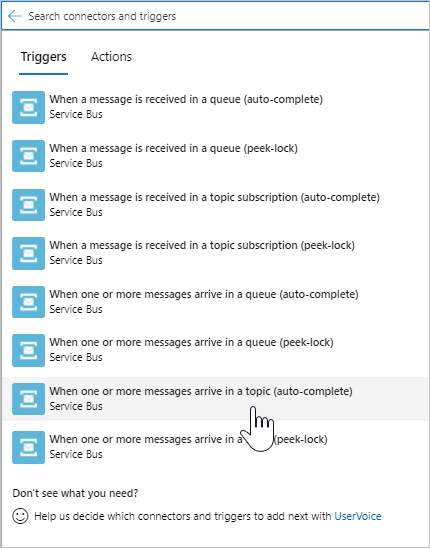 Search connectors and triggers
Triggers Actions
When a message is received in a queue (auto-complete)
Service Bus
When a message is received in a queue (peek-lock)
Service Bus
When a message is received in a topic subscription (auto-complete)
Service Bus
When a message is received in a topic subscription (peek-lock)
Service Bus
When one or more messages arrive in a queue (auto-complete)
Service Bus
When one or more messages arrive in a queue (peek-lock)
Service Bus
When one or more messages arrive in a topic (auto-complete)
Service Bus
When one or more messages arrive in a (peek-lock)
Service Bus
Don't see what you need?
Help us decide which connectors and triggers to add next with UserVoice